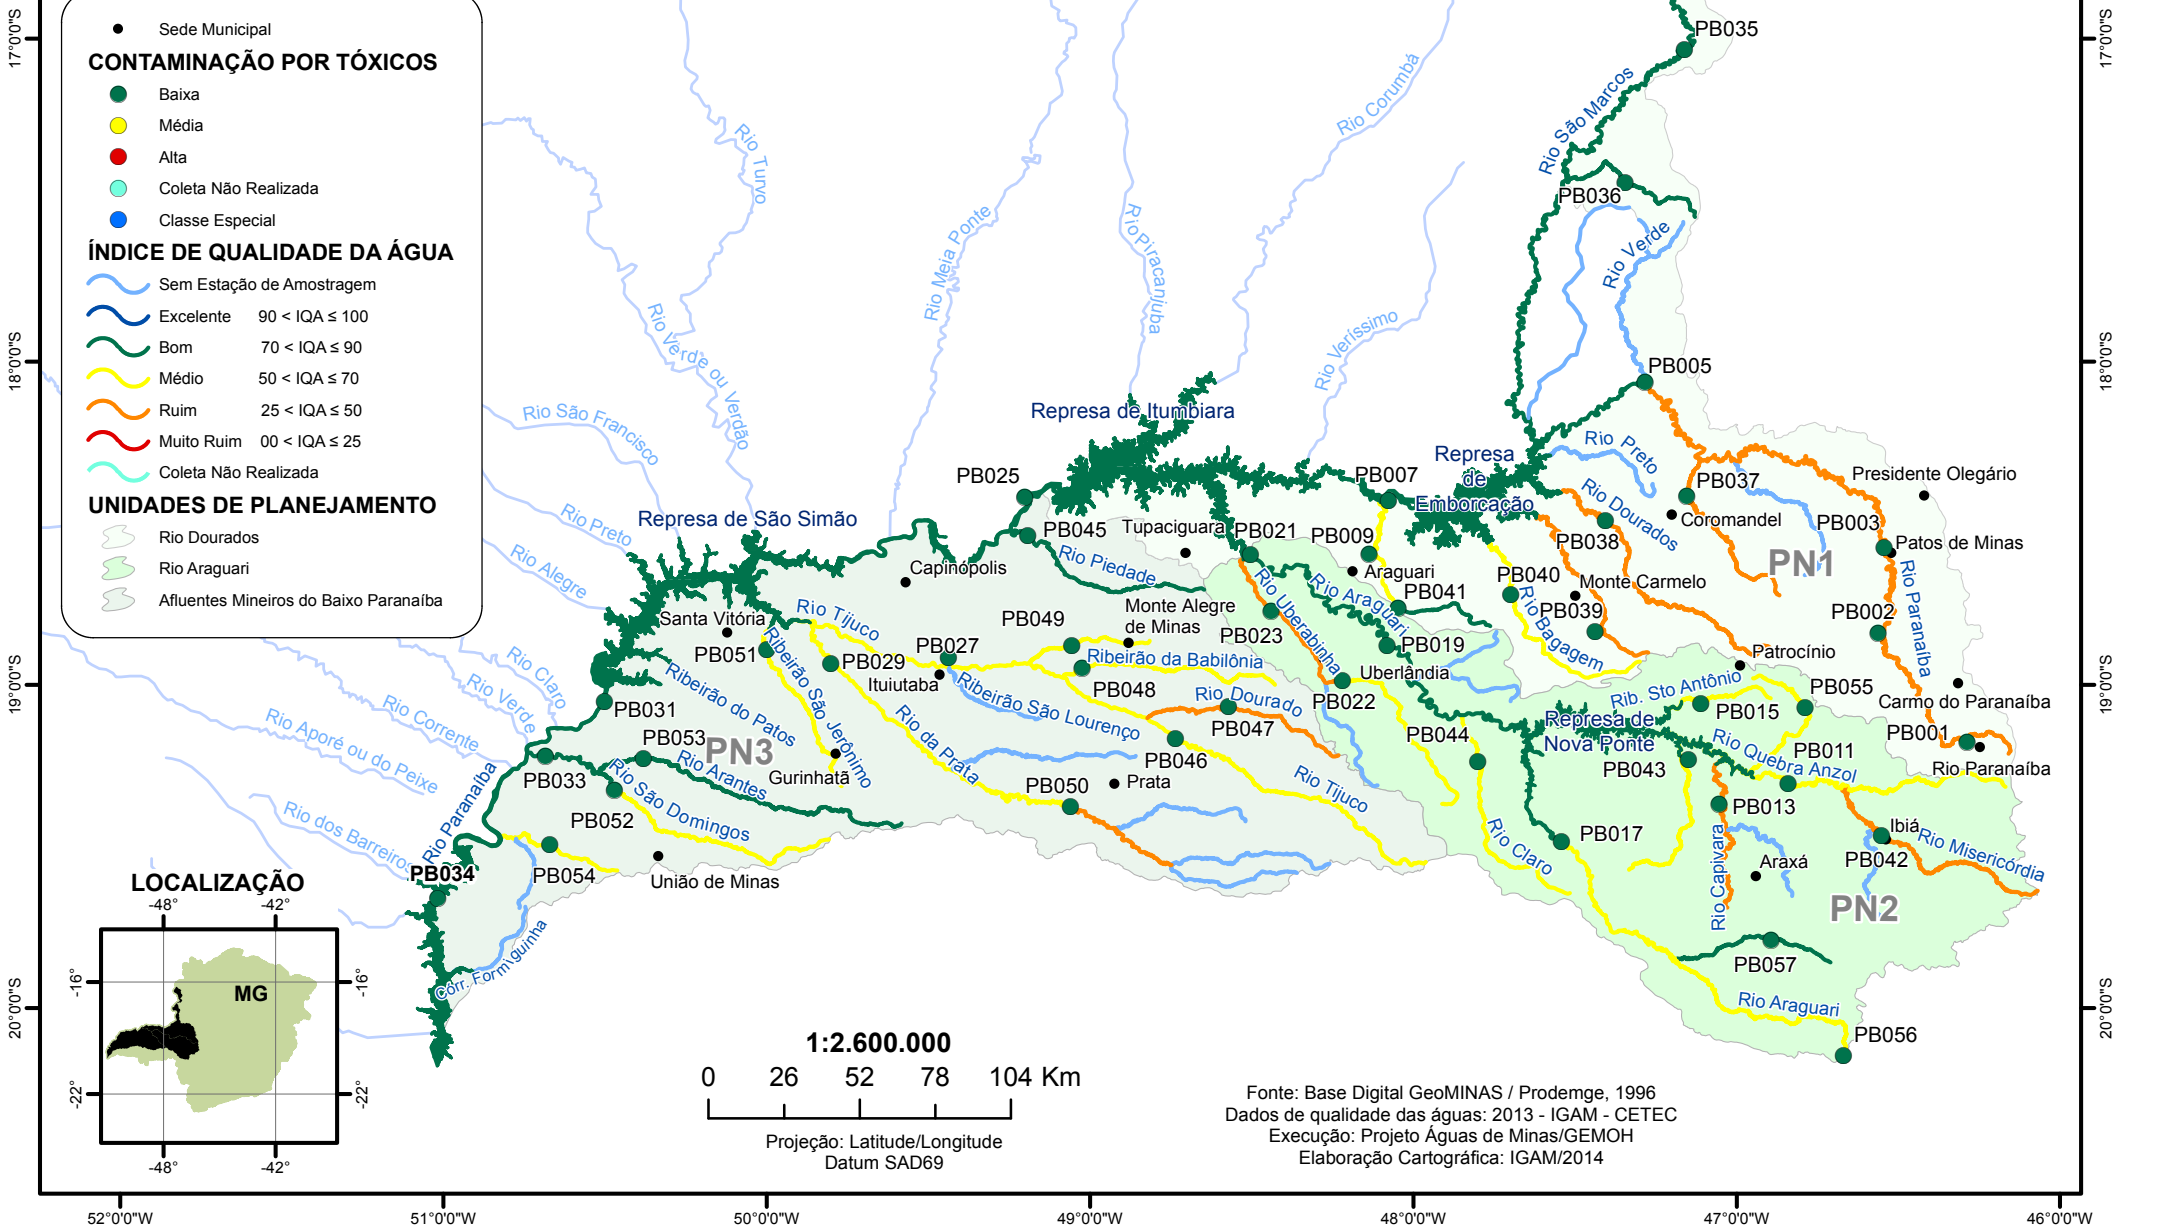 Sede Municipal
CONTAMINAÇÃO POR TÓXICOS
Baixa
Média
Alta
Coleta Não Realizada
Classe Especial
ÍNDICE DE QUALIDADE DA ÁGUA
Sem Estação de Amostragem
Excelente 90 < IQA ≤ 100
Bom 70 < IQA ≤ 90
Médio 50 < IQA ≤ 70
Ruim 25 < IQA ≤ 50
Muito Ruim 00 < IQA ≤ 25
Coleta Não Realizada
UNIDADES DE PLANEJAMENTO
Rio Dourados
Rio Araguari
Afluentes Mineiros do Baixo Paranaíba
17°0'0"S
18°0'0"S
19°0'0"S
20°0'0"S
17°0'0"S
18°0'0"S
19°0'0"S
20°0'0"S
52°0'0"W
51°0'0"W
50°0'0"W
49°0'0"W
48°0'0"W
47°0'0"W
46°0'0"W
Rio Turvo
Rio Verde ou Verdão
Rio Meia Ponte
Rio Piracanjuba
Rio Corumbá
Rio Veríssimo
Rio São Marcos
Rio Verde
PB035
PB036
PB005
Rio São Francisco
Rio Preto
Rio Alegre
Rio Claro
Rio Verde
Rio Corrente
Rio Aporé ou do Peixe
Rio dos Barreiros
Rio Paranaíba
Represa de São Simão
Represa de Itumbiara
Represa
de
Emborcação
Rio Preto
Rio Dourados
PB025
PB045
Rio Piedade
Tupaciguara
PB021
PB007
PB009
Araguari
PB041
PB037
Coromandel
PB038
Presidente Olegário
PB003
Patos de Minas
PN1
PB002
Rio Paranaíba
PB040
Monte Carmelo
PB039
Rio Bagagem
Patrocínio
Capinópolis
Santa Vitória
PB051
Rio Tijuco
PB029
PB027
Ituiutaba
PB049
Monte Alegre
de Minas
Ribeirão da Babilônia
PB048
Rio Dourado
PB047
PB046
Rio Tijuco
Rio Uberabinha
PB023
Rio Araguari
PB019
Uberlândia
PB022
PB044
Rio Claro
Rib. Sto Antônio
PB015
PB055
Carmo do Paranaíba
PB001
Rio Paranaíba
Represa de
Nova Ponte
Rio Quebra Anzol
PB011
PB043
PB013
PB017
Rio Capivara
Araxá
Ibiá
PB042
Rio Misericórdia
PN2
PB057
Rio Araguari
PB056
PB031
Ribeirão do Patos
Ribeirão São Jerônimo
PN3
Gurinhatã
Rio da Prata
Ribeirão São Lourenço
PB050
Prata
PB033
PB053
Rio Arantes
PB052
Rio São Domingos
PB054
União de Minas
PB034
Córr. Formiguinha
LOCALIZAÇÃO
-48°
-42°
-16°
-16°
MG
-22°
-22°
-48°
-42°
1:2.600.000
0 26 52 78 104 Km
Projeção: Latitude/Longitude
Datum SAD69
Fonte: Base Digital GeoMINAS / Prodemge, 1996
Dados de qualidade das águas: 2013 - IGAM - CETEC
Execução: Projeto Águas de Minas/GEMOH
Elaboração Cartográfica: IGAM/2014